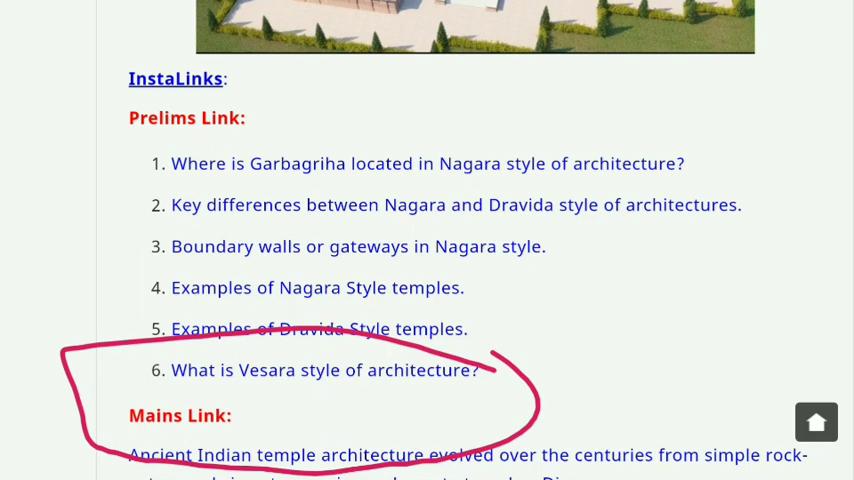 InstaLinks:
Prelims Link:
1. Where is Garbagriha located in Nagara style of architecture?
2. Key differences between Nagara and Dravida style of architectures.
3. Boundary walls or gateways in Nagara style.
4. Examples of Nagara Style temples.
5. Examples of Dravida Style temples.
6. What is Vesara style of architecture?
Mains Link:
Ancient Indian temple architecture evolved over the centuries from simple rock-